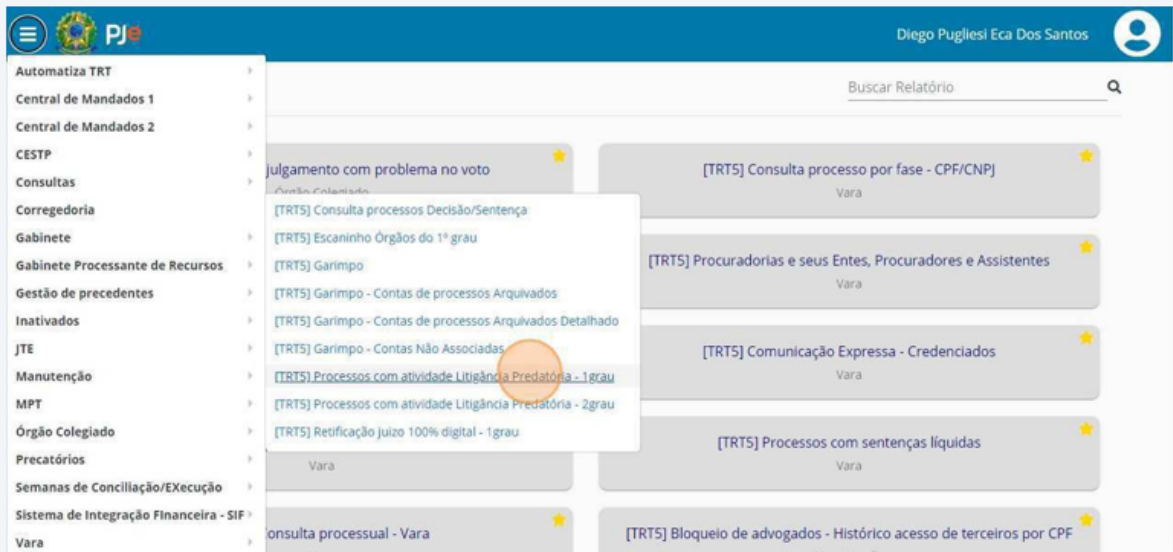 PJe
Diego Pugliesi Eca Dos Santos
Automatiza TRT
Central de Mandados 1
Central de Mandados 2
CESTP
Consultas
Corregedoria
Gabinete
Gabinete Processante de Recursos
Gestão de precedentes
Inativados
JTE
Manutenção
MPT
Órgão Colegiado
Precatórios
Semanas de Conciliação/EXecução
Sistema de Integração FInanceira - SIF
Vara
[TRT5] Consulta processos Decisão/Sentença
[TRT5] Escaninho Órgãos do 1º grau
[TRT5] Garimpo
[TRT5] Garimpo - Contas de processos Arquivados
[TRT5] Garimpo - Contas de processos Arquivados Detalhado
[TRT5] Garimpo - Contas Não Associadas
[TRT5] Processos com atividade Litigância Predatória - 1grau
[TRT5] Processos com atividade Litigância Predatória - 2grau
[TRT5] Retificação juizo 100% digital - 1grau
Buscar Relatório
julgamento com problema no voto
Órgão Colegiado
[TRT5] Consulta processo por fase - CPF/CNPJ
Vara
[TRT5] Procuradorias e seus Entes, Procuradores e Assistentes
Vara
[TRT5] Comunicação Expressa - Credenciados
Vara
Vara
[TRT5] Processos com sentenças líquidas
Vara
onsulta processual - Vara
[TRT5] Bloqueio de advogados - Histórico acesso de terceiros por CPF